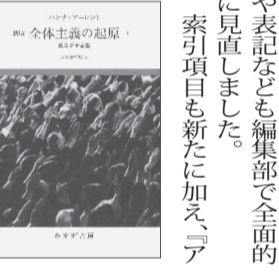 や表記なども編集部で全面的
に見直しました。
索引項目も新たに加え、『ア
ハンナ・アーレント
新版 全体主義の起原 1
反ユダヤ主義
みすず書房